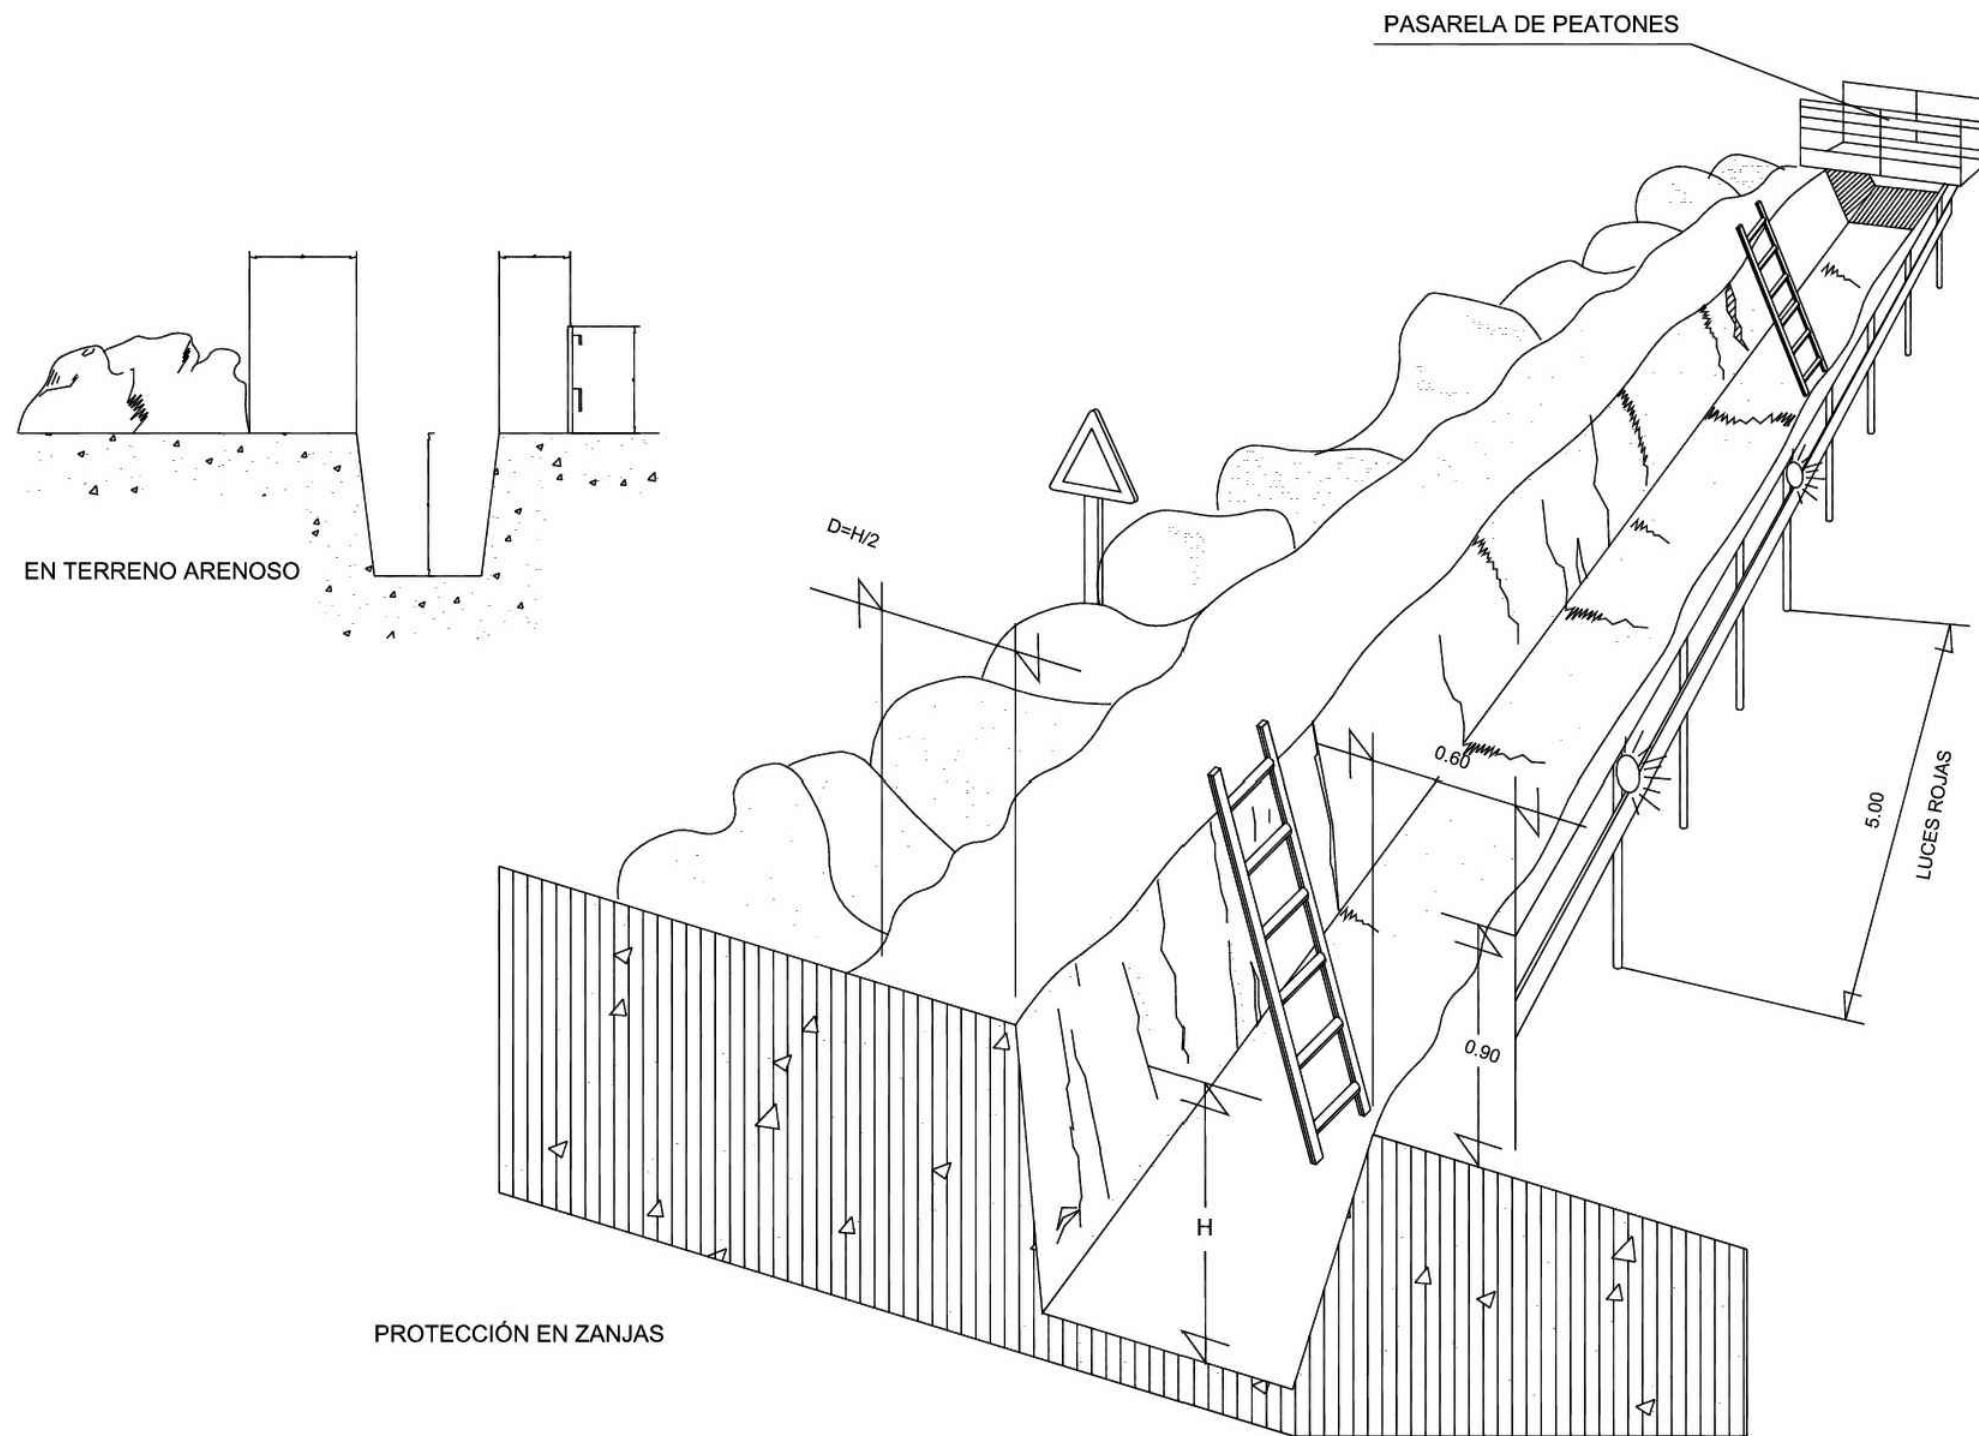 PASARELA DE PEATONES
EN TERRENO ARENOSO
D=H/2
0.60
5.00
LUCES ROJAS
0.90
H
PROTECCIÓN EN ZANJAS